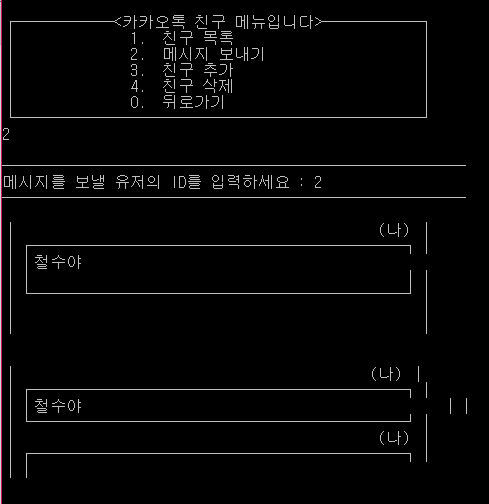 <카카오톡 친구 메뉴입니다>
1. 친구 목록
2. 메시지 보내기
3. 친구 추가
4. 친구 삭제
0. 뒤로가기
2
메시지를 보낼 유저의 ID를 입력하세요 : 2
(나)
철수야
(나)
철수야
(나)